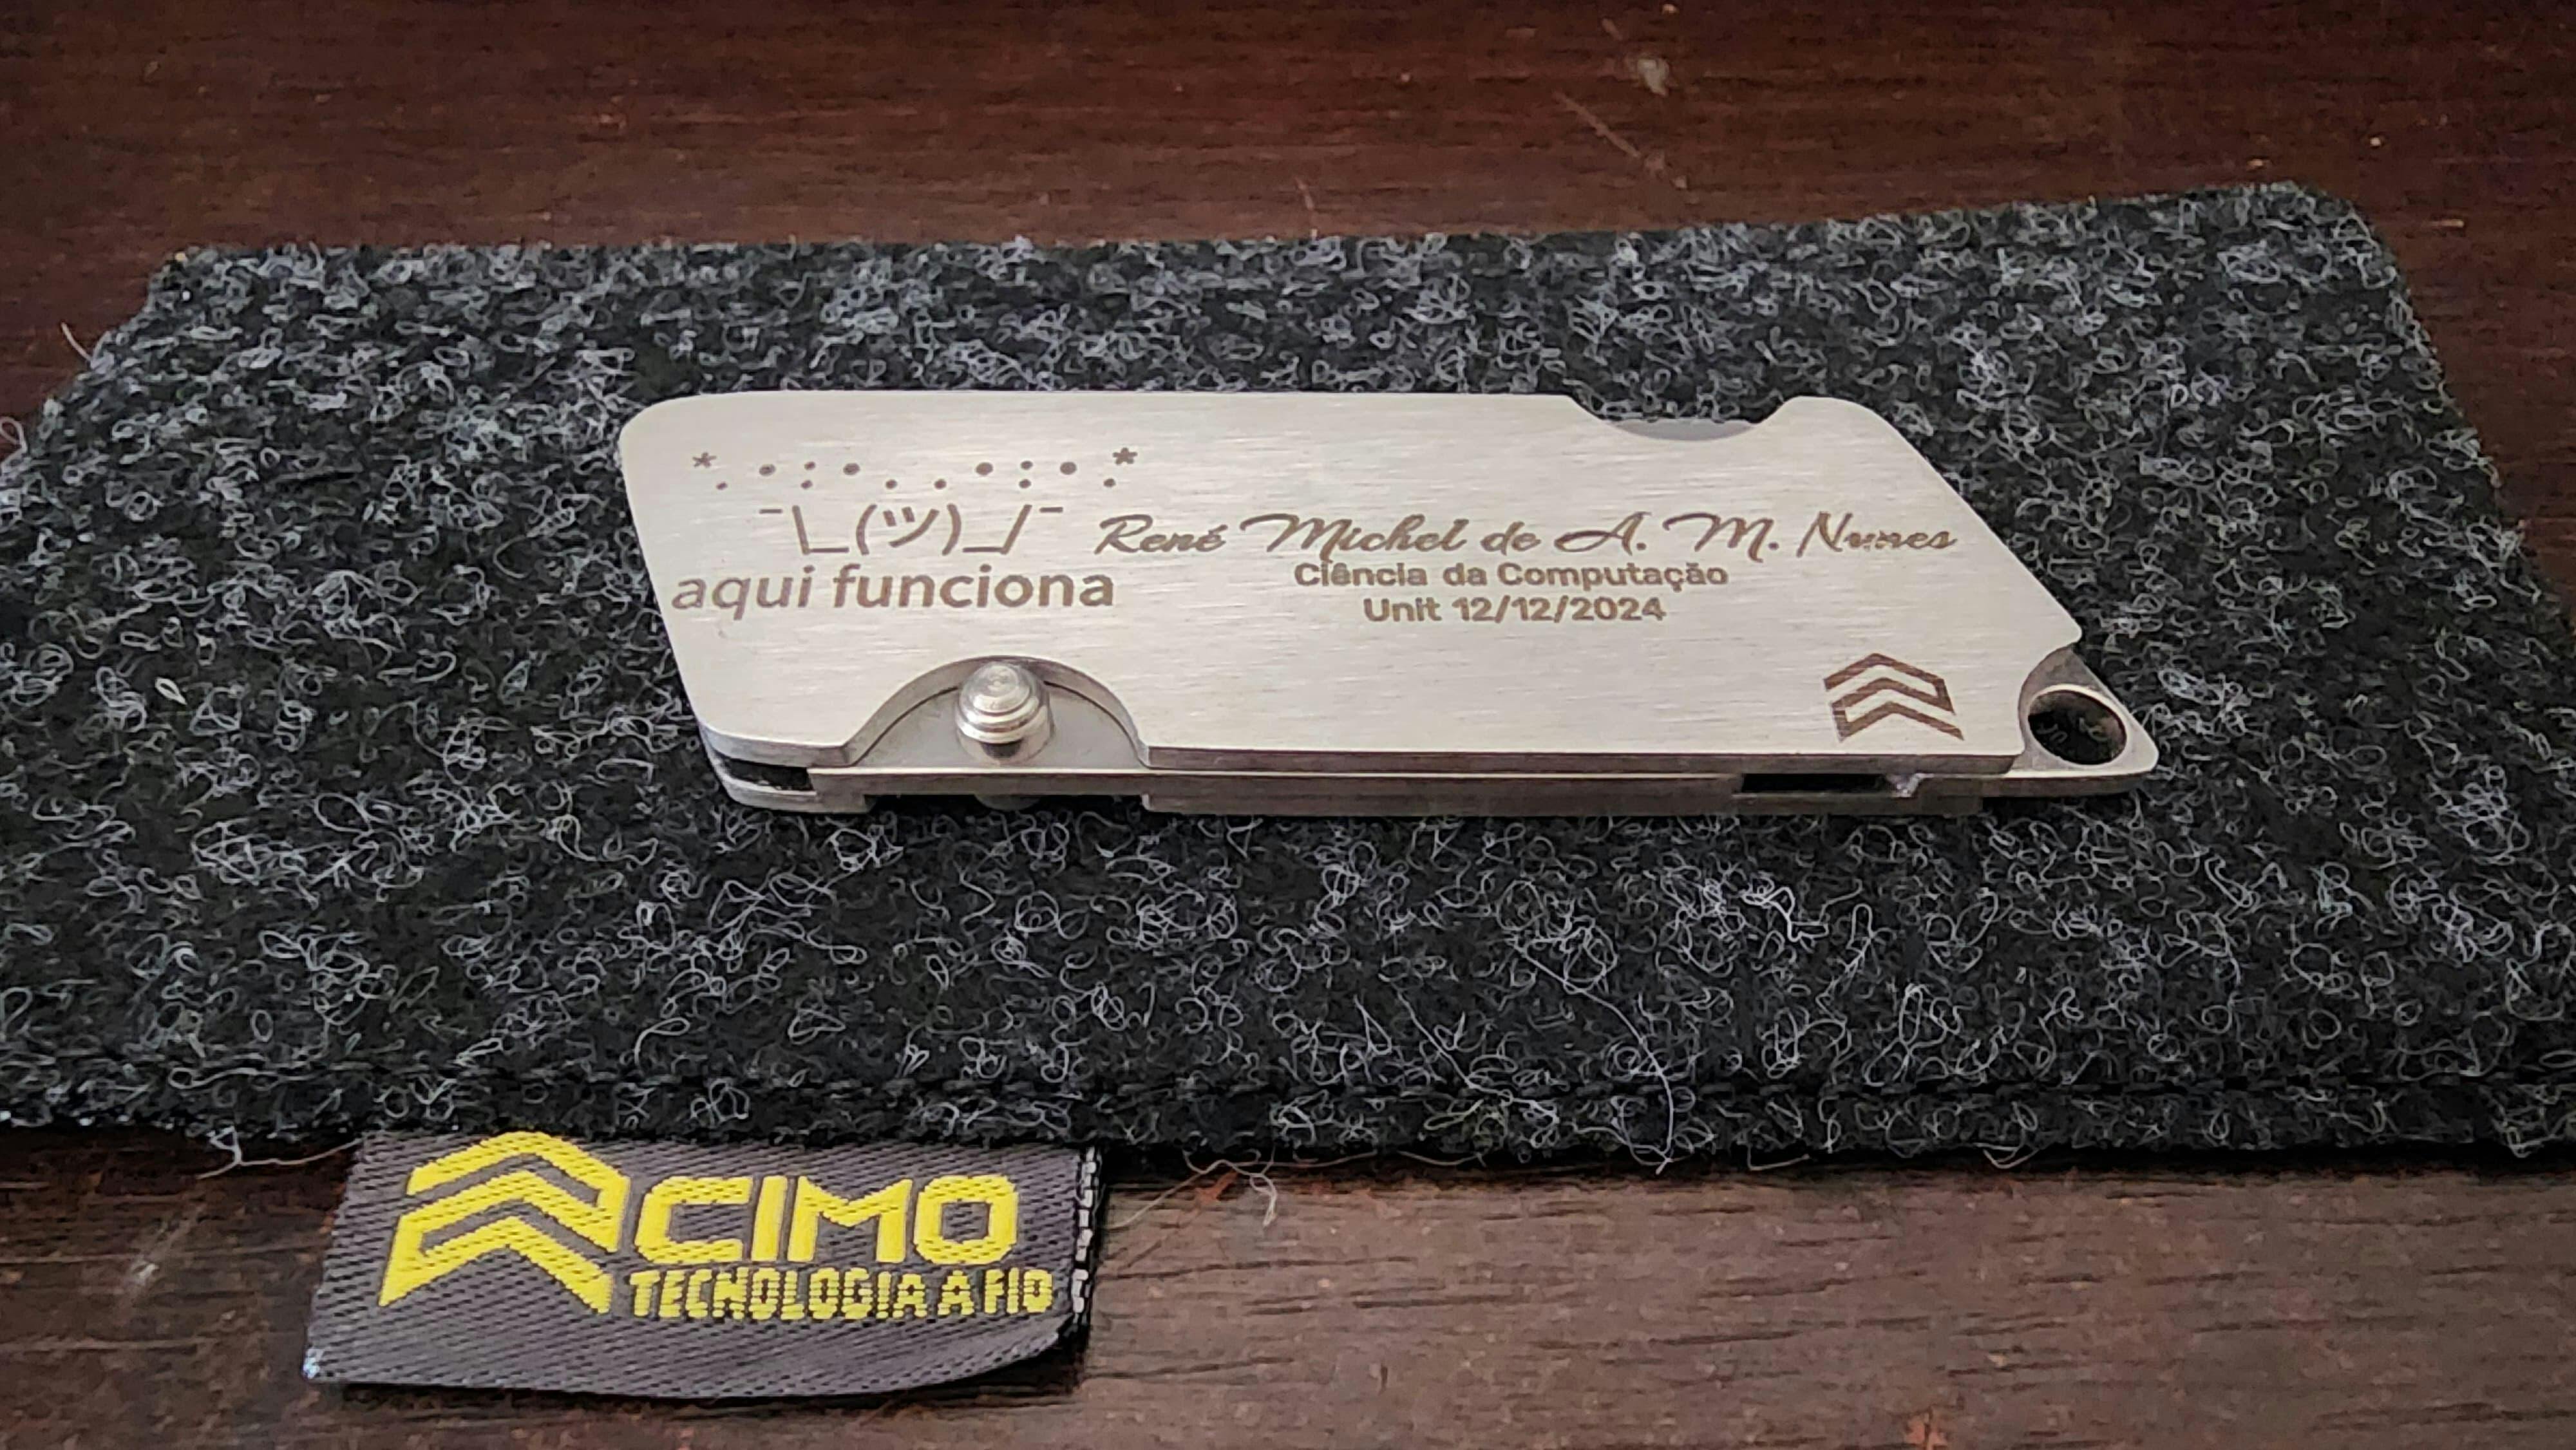 *.•:•..•:•.*
¯\_(ツ)_/¯
aqui funciona
René Michel de A. M. Nunes
Ciência da Computação
Unit 12/12/2024
CIMO
TECNOLOGIA A FIO